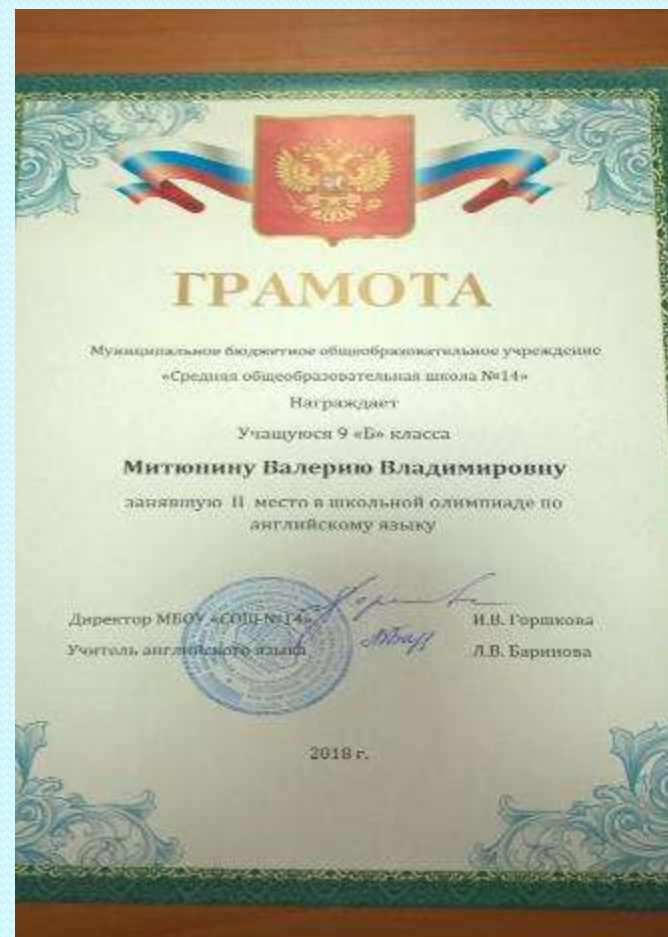 ГРАМОТА
Муниципальное бюджетное общеобразовательное учреждение
«Средняя общеобразовательная школа №14»
Награждает
Учащуюся 9 «Б» класса
Митюнину Валерию Владимировну
занявшую II место в школьной олимпиаде по
английскому языку
Директор МБОУ «СОШ №14» И.В. Горшкова
Учитель английского языка Л.В. Баринова
2018 г.